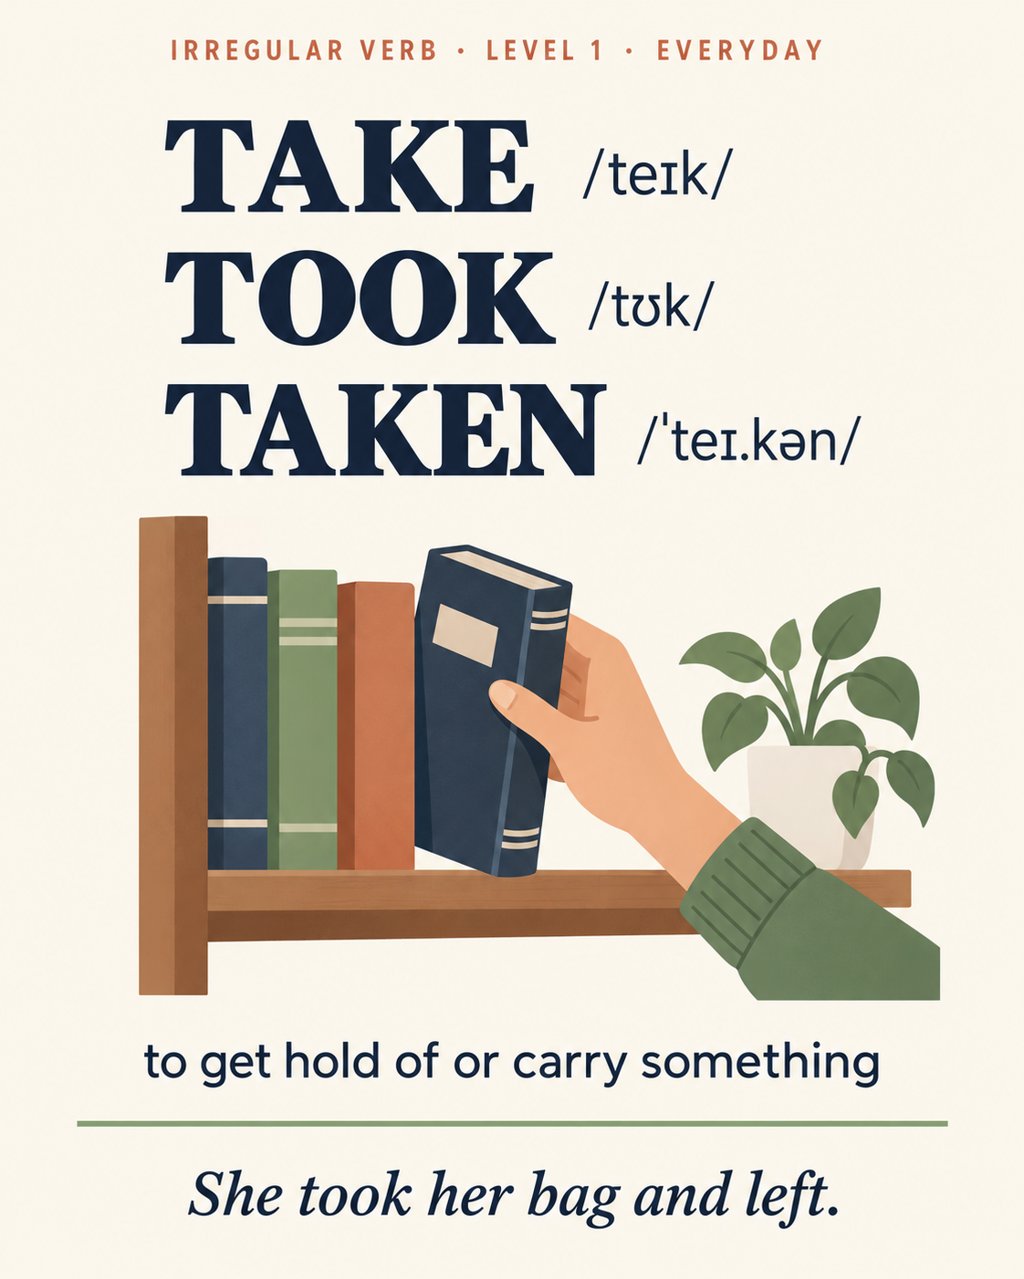 IRREGULAR VERB · LEVEL 1 · EVERYDAY
TAKE /teɪk/
TOOK /tʊk/
TAKEN /ˈteɪ.kən/
to get hold of or carry something
She took her bag and left.